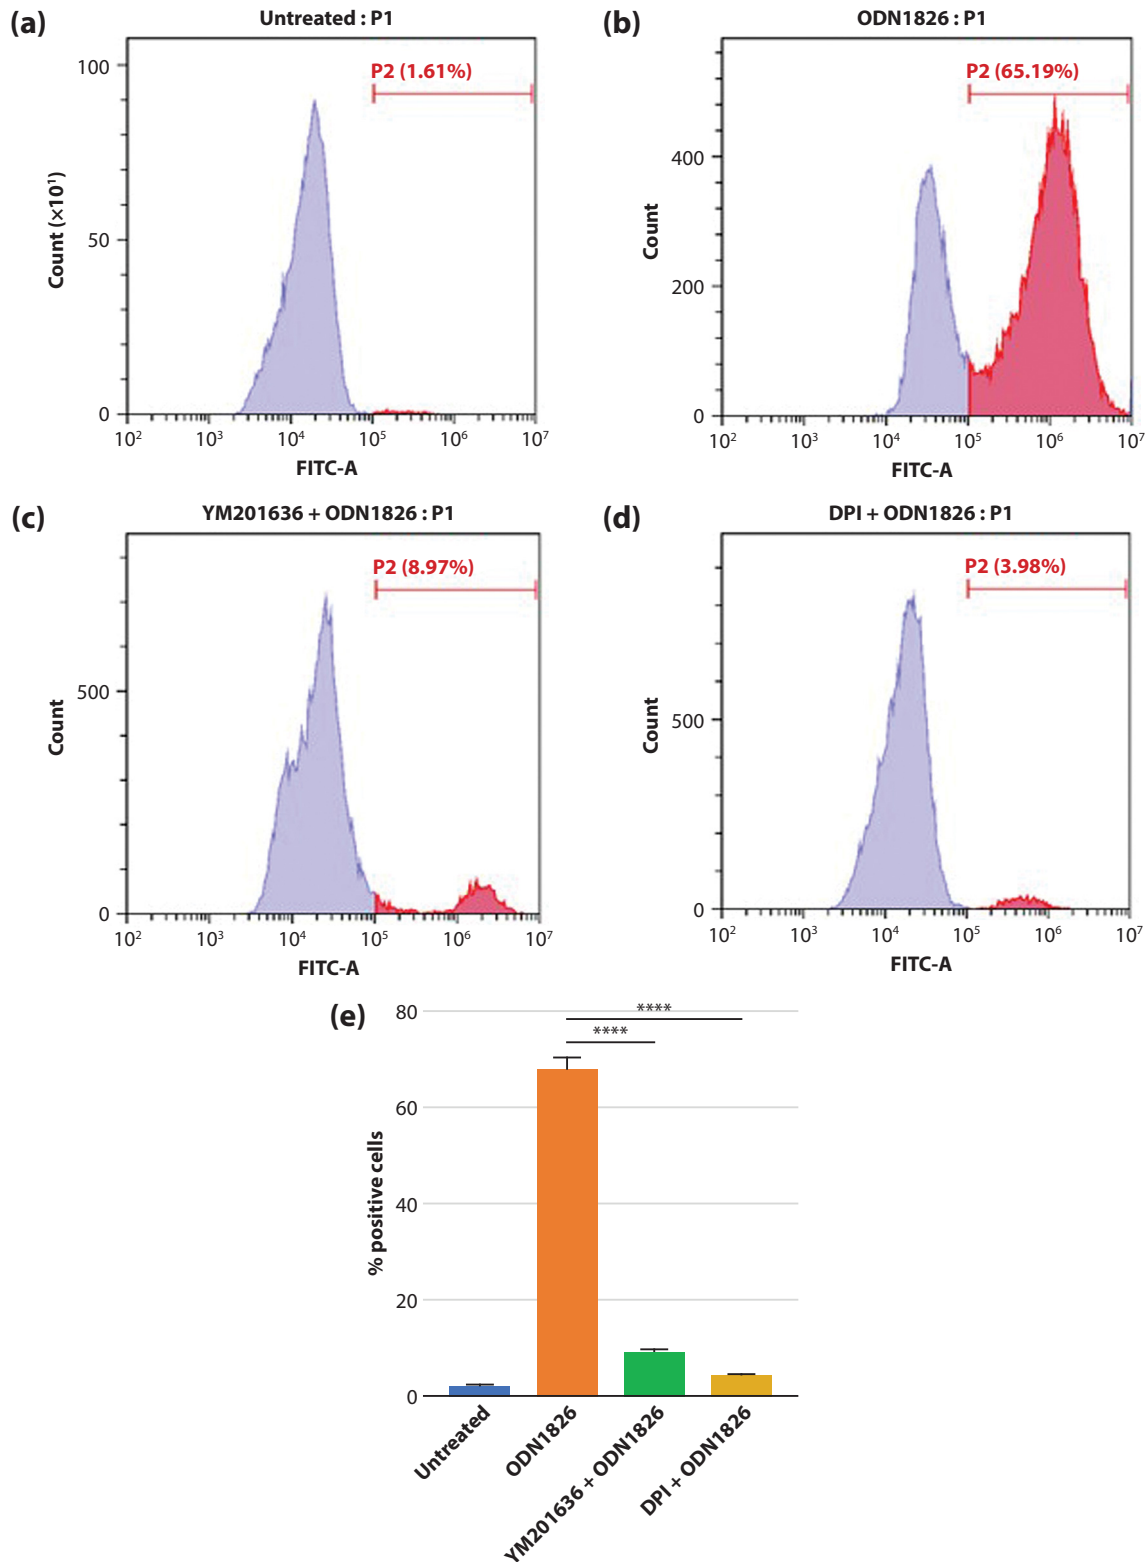 (a)
Untreated : P1
P2 (1.61%)
Count (×10¹)
100
50
0
10² 10³ 10⁴ 10⁵ 10⁶ 10⁷
FITC-A
(b)
ODN1826 : P1
P2 (65.19%)
Count
400
200
0
10² 10³ 10⁴ 10⁵ 10⁶ 10⁷
FITC-A
(c)
YM201636 + ODN1826 : P1
P2 (8.97%)
Count
500
0
10² 10³ 10⁴ 10⁵ 10⁶ 10⁷
FITC-A
(d)
DPI + ODN1826 : P1
P2 (3.98%)
Count
500
0
10² 10³ 10⁴ 10⁵ 10⁶ 10⁷
FITC-A
(e)
% positive cells
80
60
40
20
0
****
****
Untreated
ODN1826
YM201636 + ODN1826
DPI + ODN1826